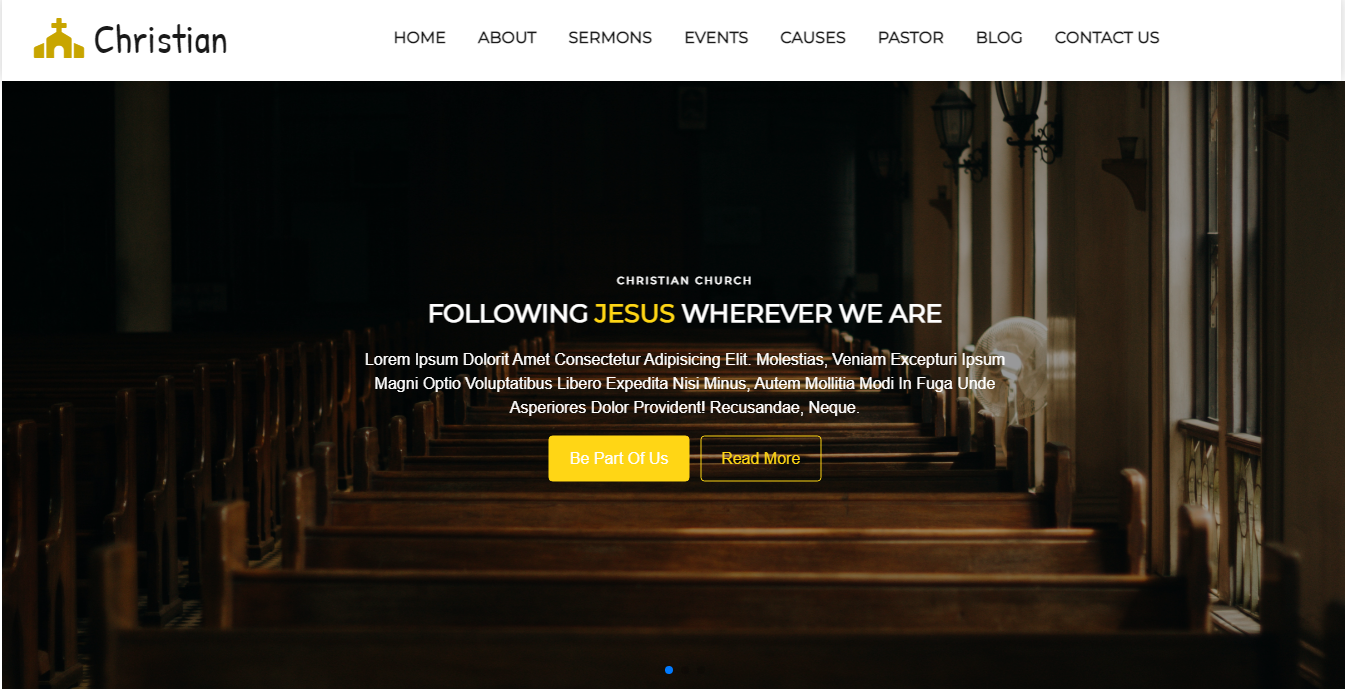 Christian
HOME ABOUT SERMONS EVENTS CAUSES PASTOR BLOG CONTACT US
CHRISTIAN CHURCH
FOLLOWING JESUS WHEREVER WE ARE
Lorem Ipsum Dolorit Amet Consectetur Adipisicing Elit. Molestias, Veniam Excepturi Ipsum
Magni Optio Voluptatibus Libero Expedita Nisi Minus, Autem Mollitia Modi In Fuga Unde
Asperiores Dolor Provident! Recusandae, Neque.
Be Part Of Us Read More